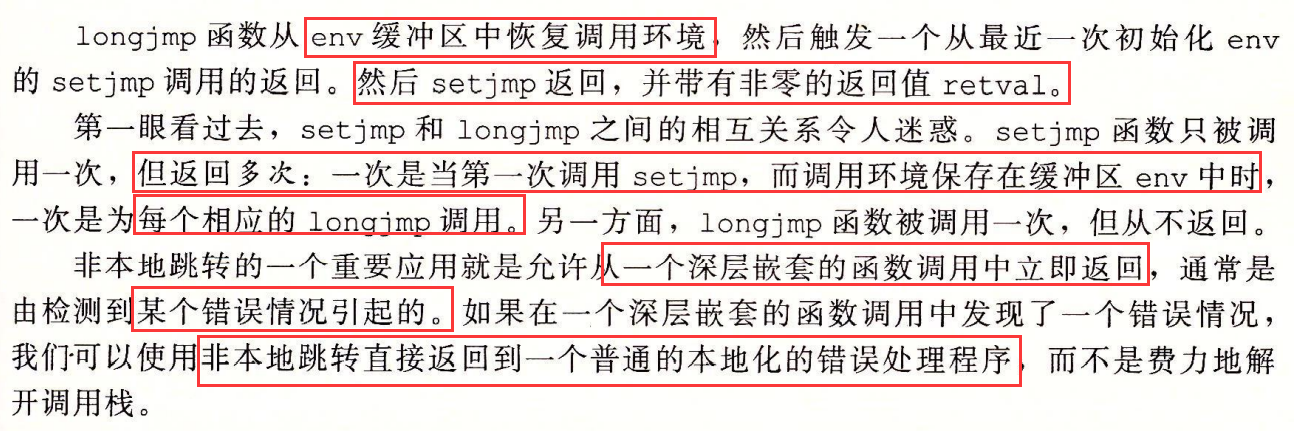 longjmp 函数从 env 缓冲区中恢复调用环境，然后触发一个从最近一次初始化 env
的 setjmp 调用的返回。然后 setjmp 返回，并带有非零的返回值 retval。
第一眼看过去，setjmp 和 longjmp 之间的相互关系令人迷惑。setjmp 函数只被调
用一次，但返回多次：一次是当第一次调用 setjmp，而调用环境保存在缓冲区 env 中时，
一次是为每个相应的 longjmp 调用。另一方面，longjmp 函数被调用一次，但从不返回。
非本地跳转的一个重要应用就是允许从一个深层嵌套的函数调用中立即返回，通常是
由检测到某个错误情况引起的。如果在一个深层嵌套的函数调用中发现了一个错误情况，
我们可以使用非本地跳转直接返回到一个普通的本地化的错误处理程序，而不是费力地解
开调用栈。